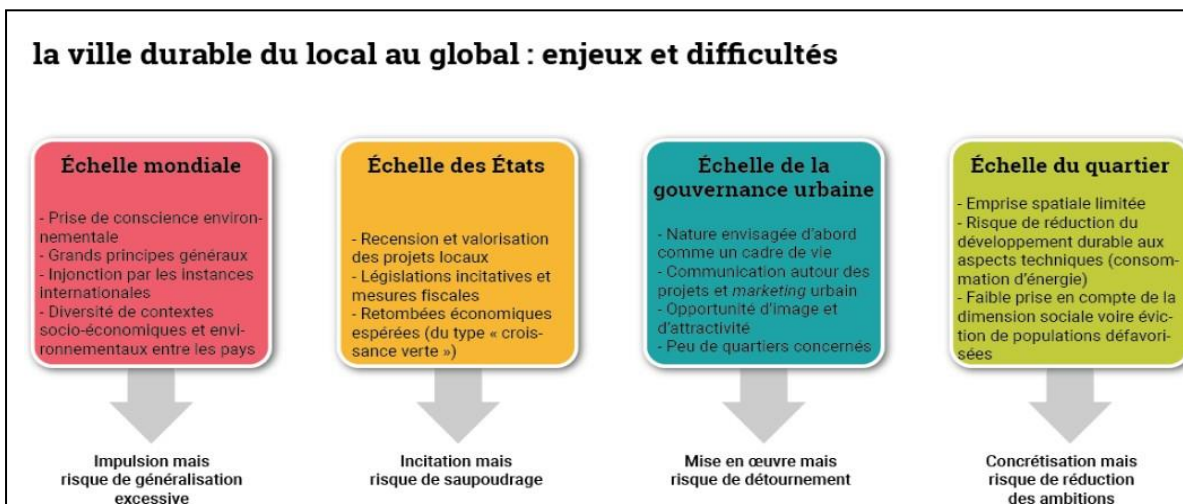 la ville durable du local au global : enjeux et difficultés
Échelle mondiale
- Prise de conscience environ-
nementale
- Grands principes généraux
- Injonction par les instances
internationales
- Diversité de contextes
socio-économiques et envi-
ronnementaux entre les pays
Impulsion mais
risque de généralisation
excessive
Échelle des États
- Recension et valorisation
des projets locaux
- Législations incitatives et
mesures fiscales
- Retombées économiques
espérées (du type « crois-
sance verte »)
Incitation mais
risque de saupoudrage
Échelle de la
gouvernance urbaine
- Nature envisagée d'abord
comme un cadre de vie
- Communication autour des
projets et marketing urbain
- Opportunité d'image et
d'attractivité
- Peu de quartiers concernés
Mise en œuvre mais
risque de détournement
Échelle du quartier
- Emprise spatiale limitée
- Risque de réduction du
développement durable aux
aspects techniques (consom-
mation d'énergie)
- Faible prise en compte de la
dimension sociale voire évic-
tion de populations défavori-
sées
Concrétisation mais
risque de réduction
des ambitions